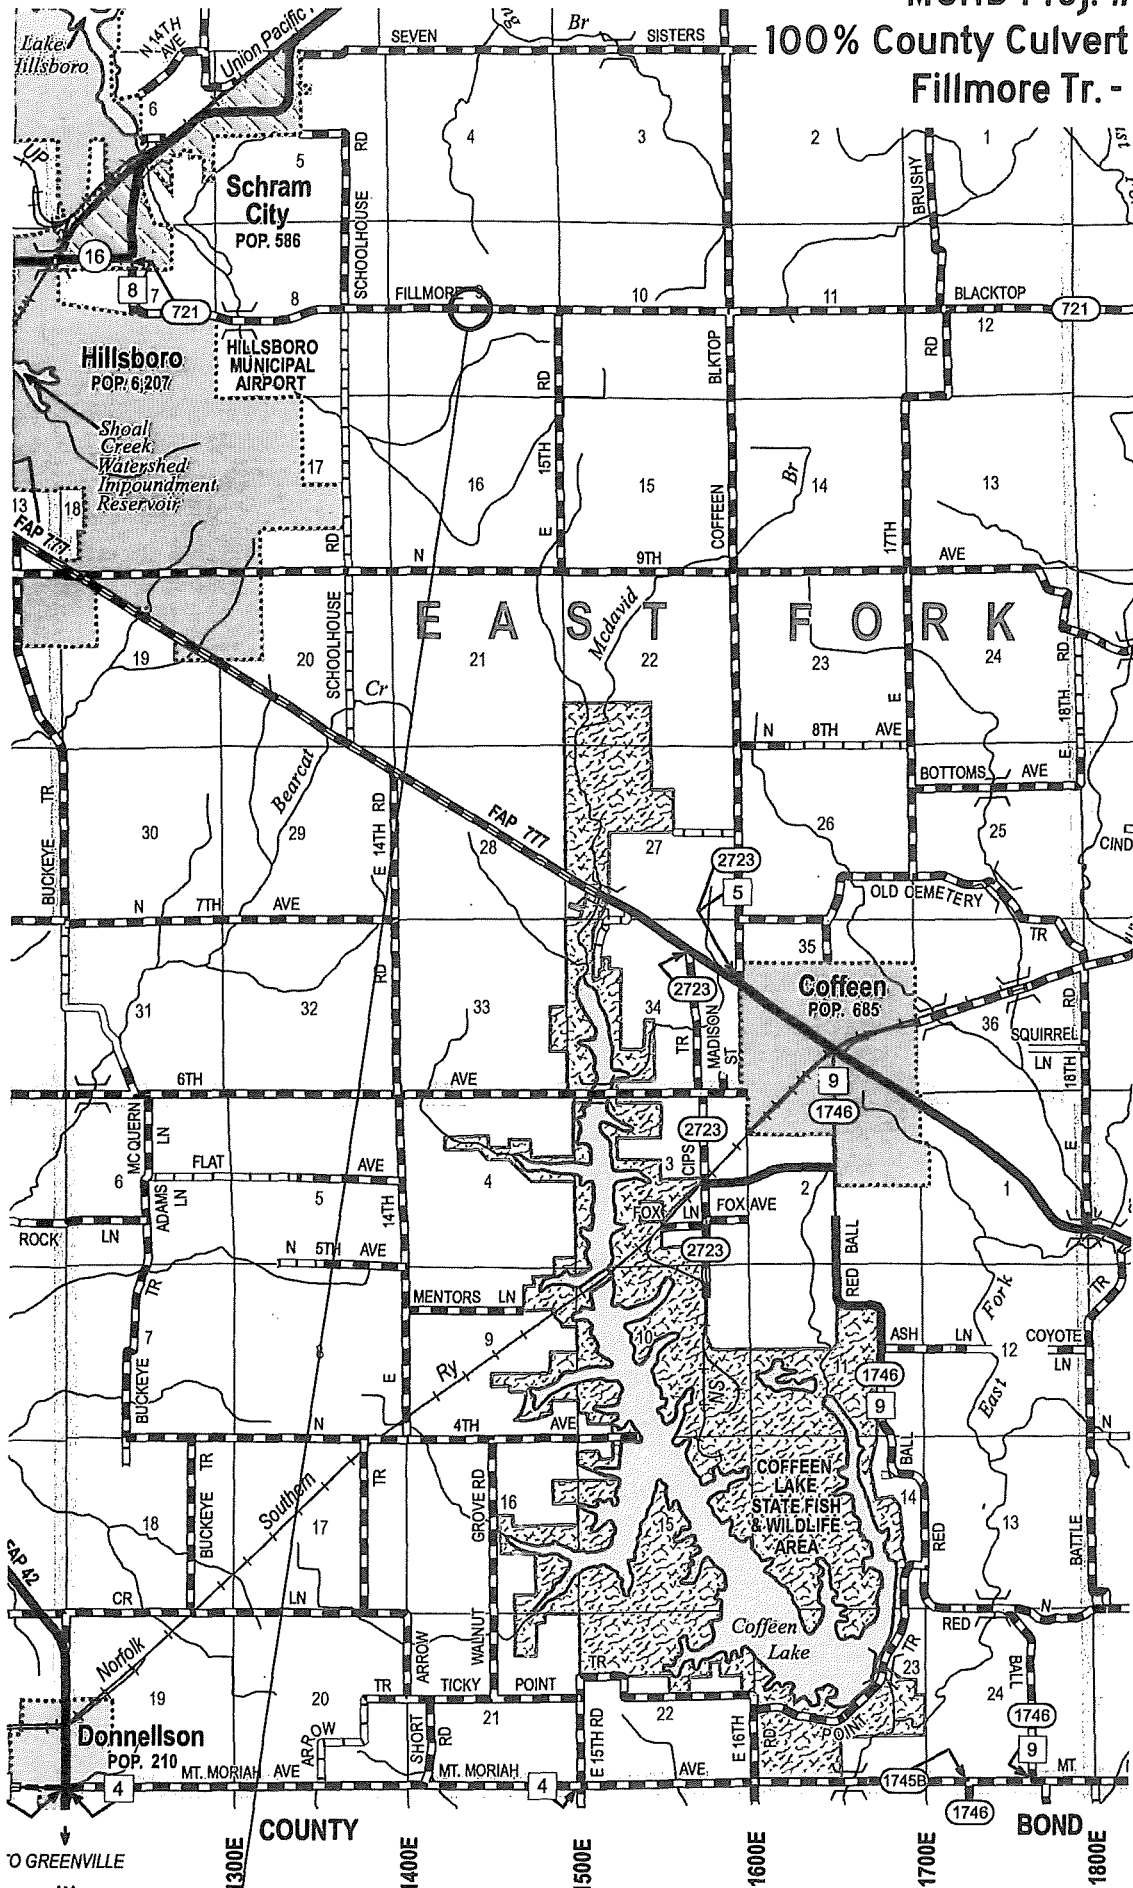 100% County Culvert
Fillmore Tr. -
Lake
Hillsboro
N 14TH
AVE
Union Pacific
SEVEN
Br
SISTERS
6
5
4
3
2
1
UP
RD
SCHOOLHOUSE
BRUSHY
Schram
City
POP. 586
16
8
7
721
8
FILLMORE
9
10
11
BLACKTOP
721
12
Hillsboro
POP. 6,207
HILLSBORO
MUNICIPAL
AIRPORT
RD
BLKTOP
RD
Shoal
Creek
Watershed
Impoundment
Reservoir
17
15TH
16
15
Br
14
13
13
18
FAP 777
RD
E
COFFEEN
17TH
N
9TH
AVE
EAST FORK
SCHOOLHOUSE
Mcdavid
19
20
21
22
23
24
RD
Cr
E
18TH
N
8TH
AVE
E
BOTTOMS
AVE
Bearcat
BUCKEYE
TR
30
29
E 14TH RD
28
FAP 777
27
26
25
CIND
2723
5
OLD CEMETERY
TR
N
7TH
AVE
35
RD
Coffeen
POP. 685
2723
31
32
33
34
TR
MADISON
ST
36
RD
SQUIRREL
LN
18TH
6TH
AVE
9
1746
MC QUERN
LN
2723
CIPS
E
FLAT
AVE
6
ADAMS
LN
5
4
3
2
1
14TH
FOX
LN
FOX AVE
ROCK
LN
N
5TH
AVE
2723
RED BALL
TR
MENTORS
LN
Fork
TR
7
8
9
10
11
ASH
LN
12
COYOTE
LN
BUCKEYE
E
Ry
1746
9
East
N
4TH
AVE
N
BALL
TR
TR
GROVE RD
COFFEEN
LAKE
STATE FISH
& WILDLIFE
AREA
16
15
14
13
18
BUCKEYE
Southern
17
RED
BATTLE
FAP 42
CR
LN
RED
N
Norfolk
ARROW
WALNUT
Coffeen
Lake
TR
TR
23
BALL
19
20
TR
TICKY
POINT
22
24
21
Donnellson
POP. 210
ARROW
SHORT
RD
E 15TH RD
E 16TH
RD
POINT
1746
9
4
MT. MORIAH
AVE
MT. MORIAH
4
AVE.
1745B
MT.
1746
COUNTY
BOND
TO GREENVILLE
1300E
1400E
1500E
1600E
1700E
1800E